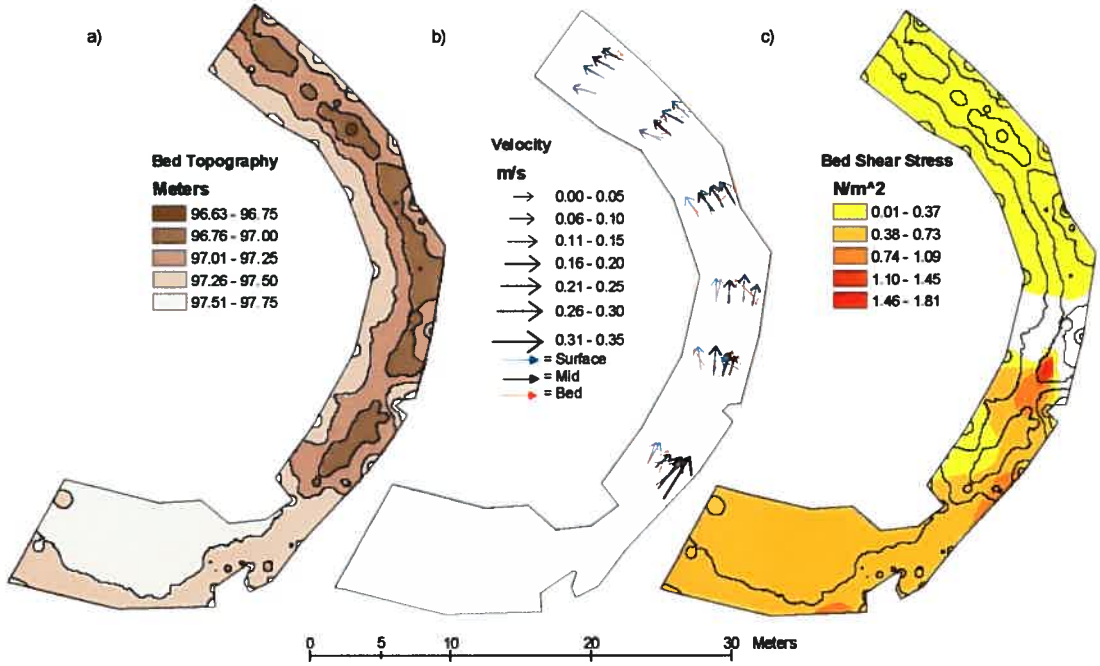 a)
Bed Topography
Meters
96.63 - 96.75
96.76 - 97.00
97.01 - 97.25
97.26 - 97.50
97.51 - 97.75
b)
Velocity
m/s
0.00 - 0.05
0.06 - 0.10
0.11 - 0.15
0.16 - 0.20
0.21 - 0.25
0.26 - 0.30
0.31 - 0.35
= Surface
= Mid
= Bed
c)
Bed Shear Stress
N/m^2
0.01 - 0.37
0.38 - 0.73
0.74 - 1.09
1.10 - 1.45
1.46 - 1.81
0 5 10 20 30 Meters